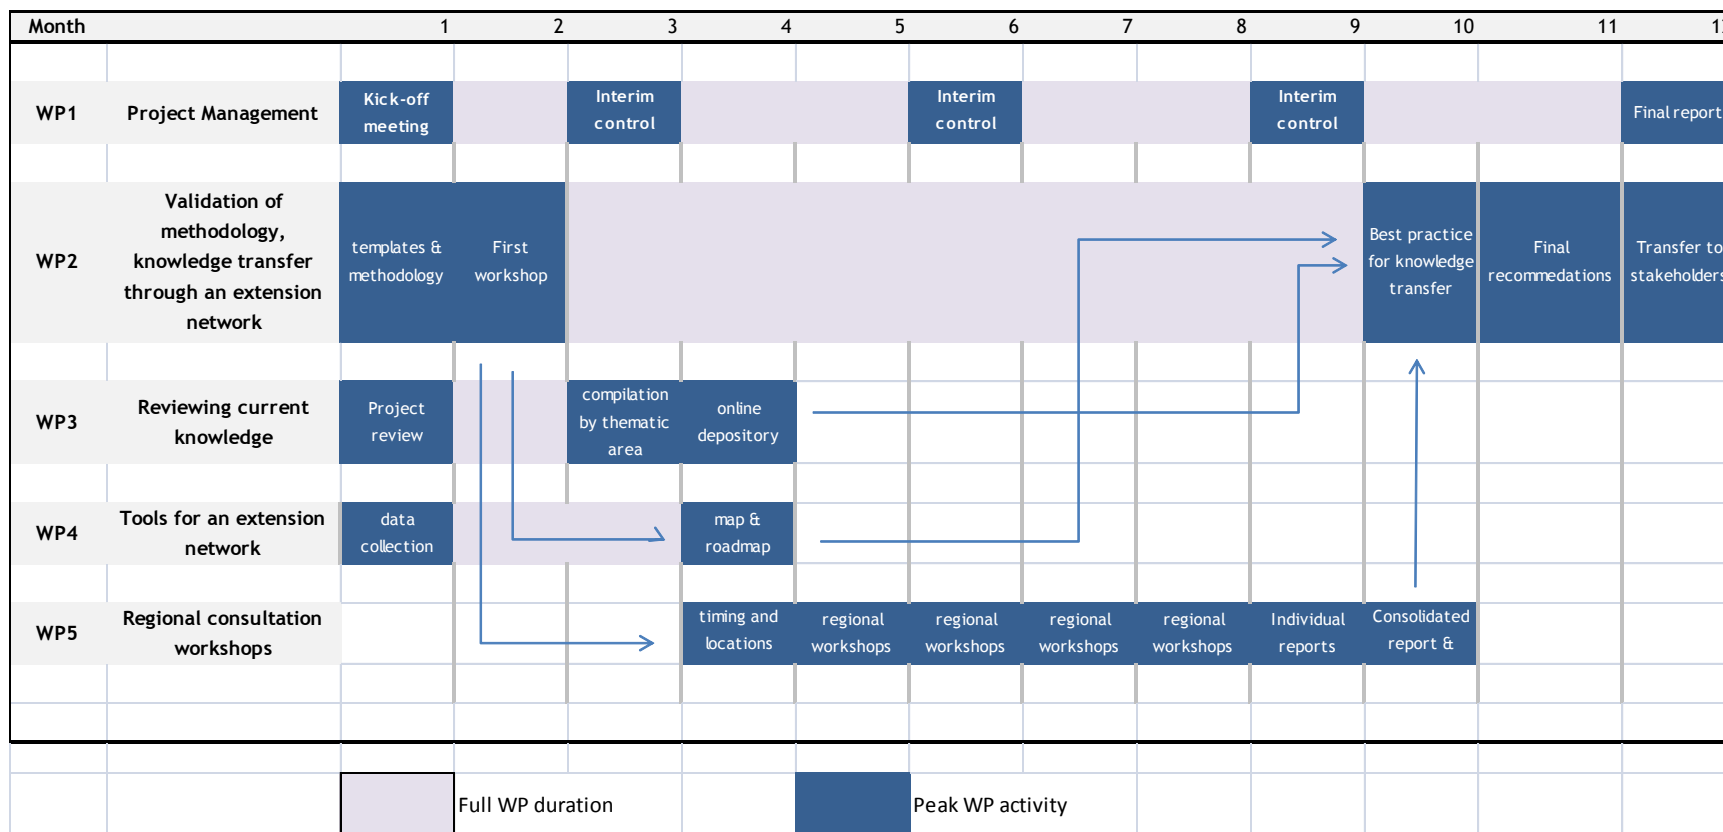 Month 1 2 3 4 5 6 7 8 9 10 11
WP1 Project Management
Kick-off
meeting
Interim
control
Interim
control
Interim
control
Final report
WP2
Validation of
methodology,
knowledge transfer
through an extension
network
templates &
methodology
First
workshop
Best practice
for knowledge
transfer
Final
recommedations
Transfer to
stakeholders
WP3
Reviewing current
knowledge
Project
review
compilation
by thematic
area
online
depository
WP4
Tools for an extension
network
data
collection
map &
roadmap
WP5
Regional consultation
workshops
timing and
locations
regional
workshops
regional
workshops
regional
workshops
regional
workshops
Individual
reports
Consolidated
report &
Full WP duration
Peak WP activity